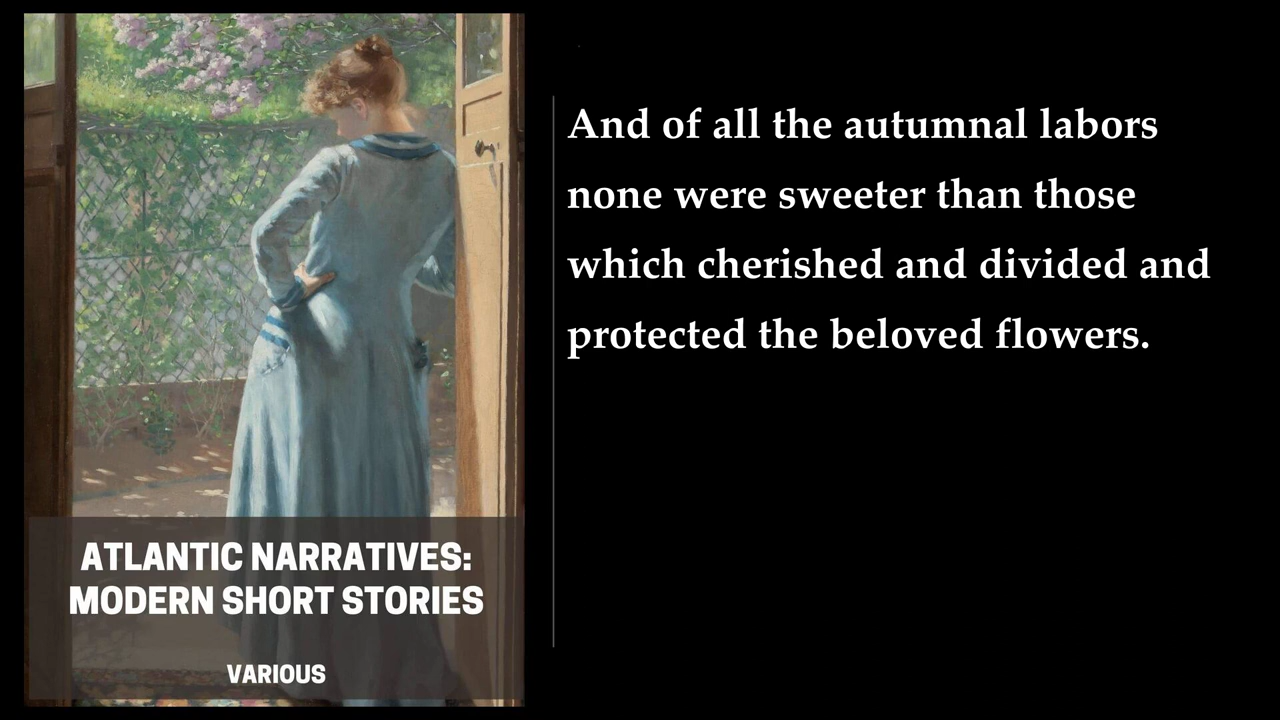 And of all the autumnal labors
none were sweeter than those
which cherished and divided and
protected the beloved flowers.
ATLANTIC NARRATIVES:
MODERN SHORT STORIES
VARIOUS